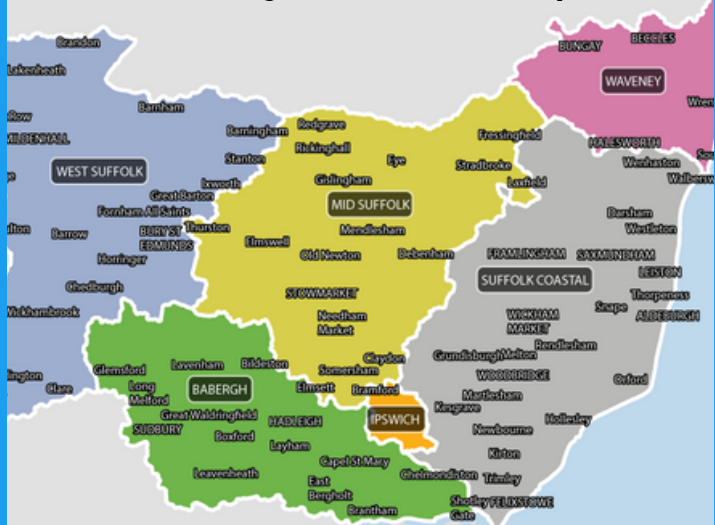 Brandon
BUNGAY
BECCLES
Lakenheath
WAVENEY
Barnham
Row
Redgrave
Barningham
Fressingfield
MILDENHALL
Rickinghall
HALESWORTH
Stanton
Eye
Stradbroke
Wenhaston
WEST SUFFOLK
Ixworth
Gislingham
Laxfield
Great Barton
MID SUFFOLK
Fornham All Saints
Darsham
BURY ST
EDMUNDS
Thurston
Mendlesham
Westleton
Barrow
Elmswell
Horringer
Old Newton
Debenham
FRAMLINGHAM
SAXMUNDHAM
LEISTON
SUFFOLK COASTAL
Chedburgh
STOWMARKET
Thorpeness
Snape
ALDEBURGH
Wickhambrook
Needham
Market
WICKHAM
MARKET
Rendlesham
Claydon
Grundisburgh
Melton
Glemsford
Lavenham
Bildeston
Somersham
WOODBRIDGE
Orford
Clare
Long
Melford
BABERGH
Elmsett
Bramford
Martlesham
Kesgrave
Great Waldringfield
HADLEIGH
IPSWICH
Hollesley
SUDBURY
Boxford
Newbourne
Layham
Kirton
Capel St Mary
Leavenheath
Chelmondiston
Trimley
East
Bergholt
Brantham
Shotley
Gate
FELIXSTOWE